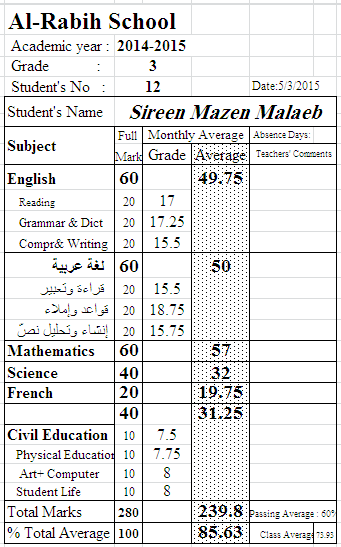 Al-Rabih School
Academic year : 2014-2015
Grade : 3
Student's No : 12 Date:5/3/2015
Student's Name Sireen Mazen Malaeb
Subject Full Mark Monthly Average Absence Days:
Grade Average Teachers' Comments
English 60 49.75
Reading 20 17
Grammar & Dict 20 17.25
Compr& Writing 20 15.5
لغة عربية 60 50
قراءة وتعبير 20 15.5
قواعد وإملاء 20 18.75
إنشاء وتحليل نصّ 20 15.75
Mathematics 60 57
Science 40 32
French 20 19.75
40 31.25
Civil Education 10 7.5
Physical Education 10 7.75
Art+ Computer 10 8
Student Life 10 8
Total Marks 280 239.8 Passing Average : 60%
% Total Average 100 85.63 Class Average 73.93